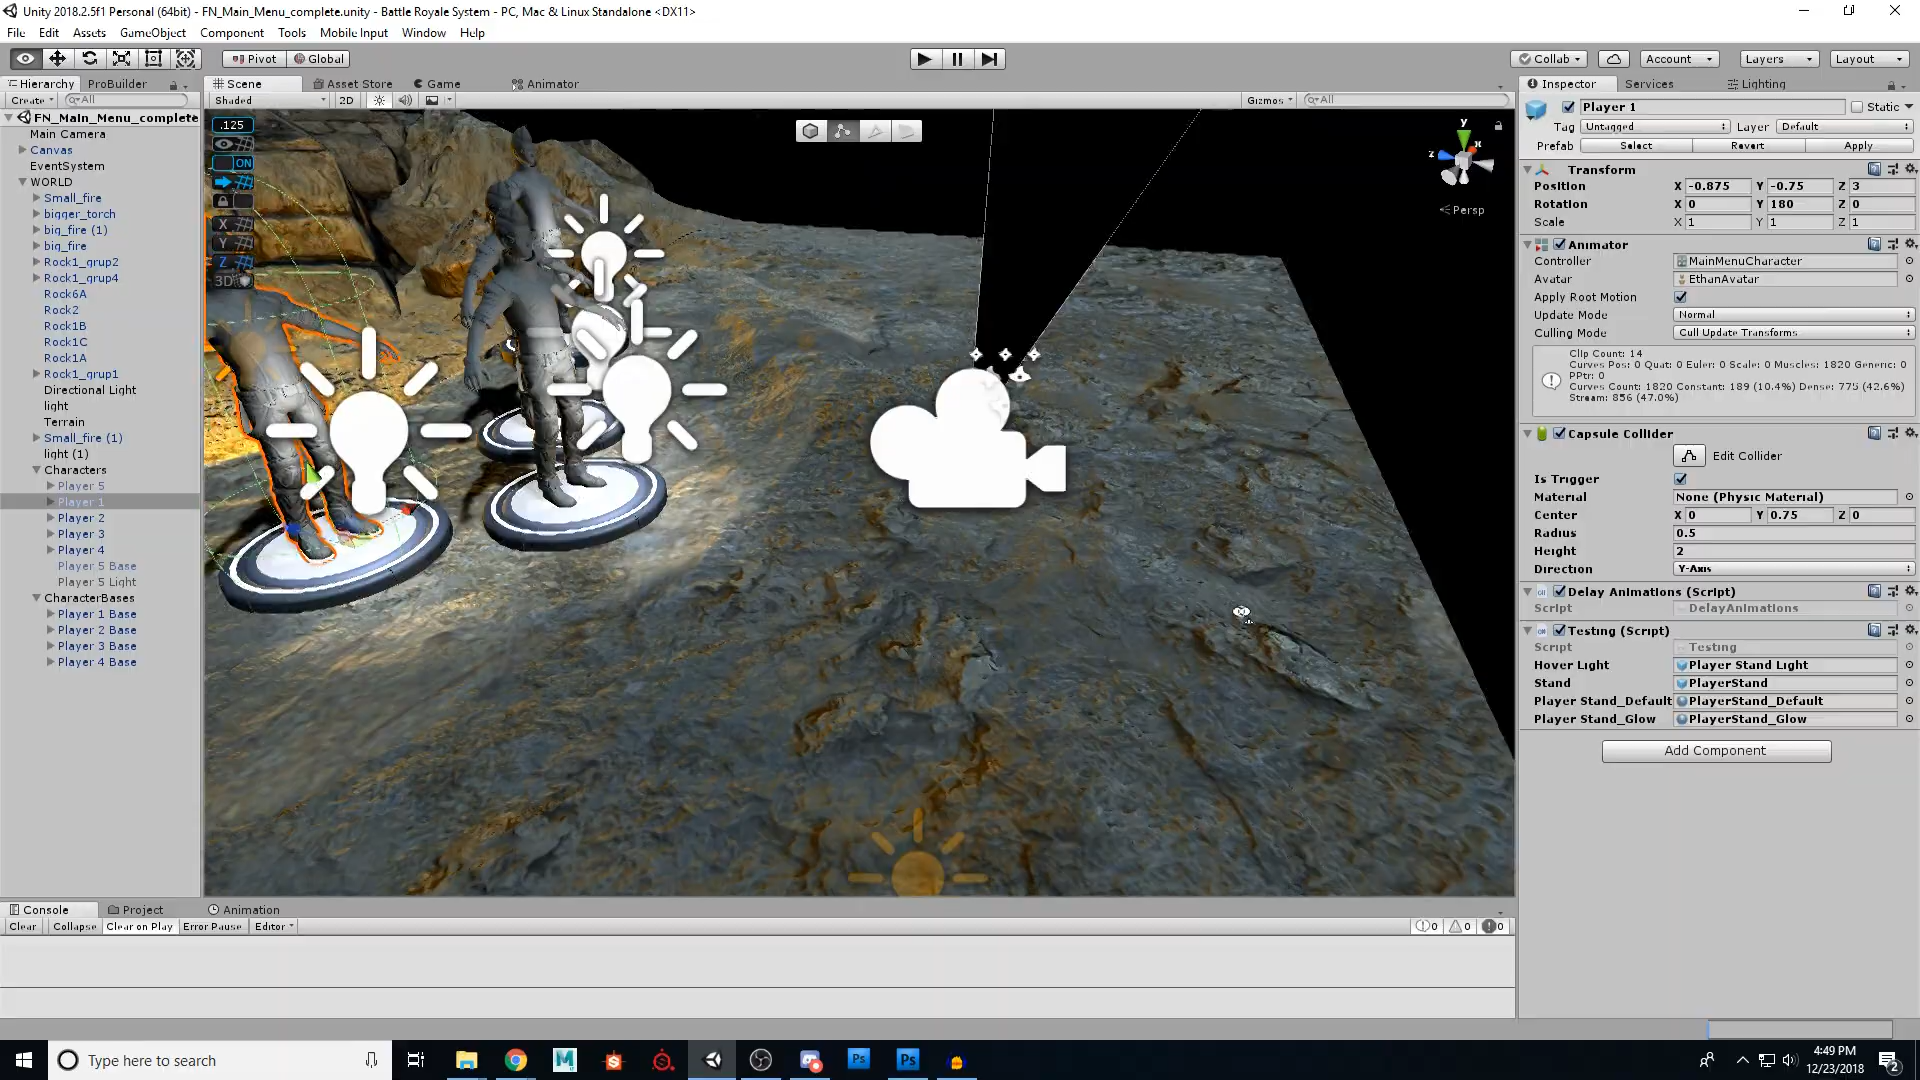 Unity 2018.2.5f1 Personal (64bit) - FN_Main_Menu_complete.unity - Battle Royale System - PC, Mac & Linux Standalone <DX11>
File Edit Assets GameObject Component Tools Mobile Input Window Help
Pivot Global Collab Account Layers Layout
Hierarchy ProBuilder Scene Asset Store Game Animator Inspector Services Lighting
Create All Shaded 2D Gizmos All
FN_Main_Menu_complete
Main Camera
Canvas
EventSystem
WORLD
Small_fire
bigger_torch
big_fire (1)
big_fire
Rock1_grup2
Rock1_grup4
Rock6A
Rock2
Rock1B
Rock1C
Rock1A
Rock1_grup1
Directional Light
light
Terrain
Small_fire (1)
light (1)
Characters
Player 5
Player 1
Player 2
Player 3
Player 4
Player 5 Base
Player 5 Light
CharacterBases
Player 1 Base
Player 2 Base
Player 3 Base
Player 4 Base
.125
ON
X
Y
Z
3D
y
x
z
Persp
Player 1 Static
Tag Untagged Layer Default
Prefab Select Revert Apply
Transform
Position X -0.875 Y -0.75 Z 3
Rotation X 0 Y 180 Z 0
Scale X 1 Y 1 Z 1
Animator
Controller MainMenuCharacter
Avatar EthanAvatar
Apply Root Motion
Update Mode Normal
Culling Mode Cull Update Transforms
Clip Count: 14
Curves Pos: 0 Quat: 0 Euler: 0 Scale: 0 Muscles: 1820 Generic: 0
PPtr: 0
Curves Count: 1820 Constant: 189 (10.4%) Dense: 775 (42.6%)
Stream: 856 (47.0%)
Capsule Collider
Edit Collider
Is Trigger
Material None (Physic Material)
Center X 0 Y 0.75 Z 0
Radius 0.5
Height 2
Direction Y-Axis
Delay Animations (Script)
Script DelayAnimations
Testing (Script)
Script Testing
Hover Light Player Stand Light
Stand PlayerStand
Player Stand_Default PlayerStand_Default
Player Stand_Glow PlayerStand_Glow
Add Component
Console Project Animation
Clear Collapse Clear on Play Error Pause Editor 0 0 0
Type here to search
Ps
Ps
4:49 PM
12/23/2018
2